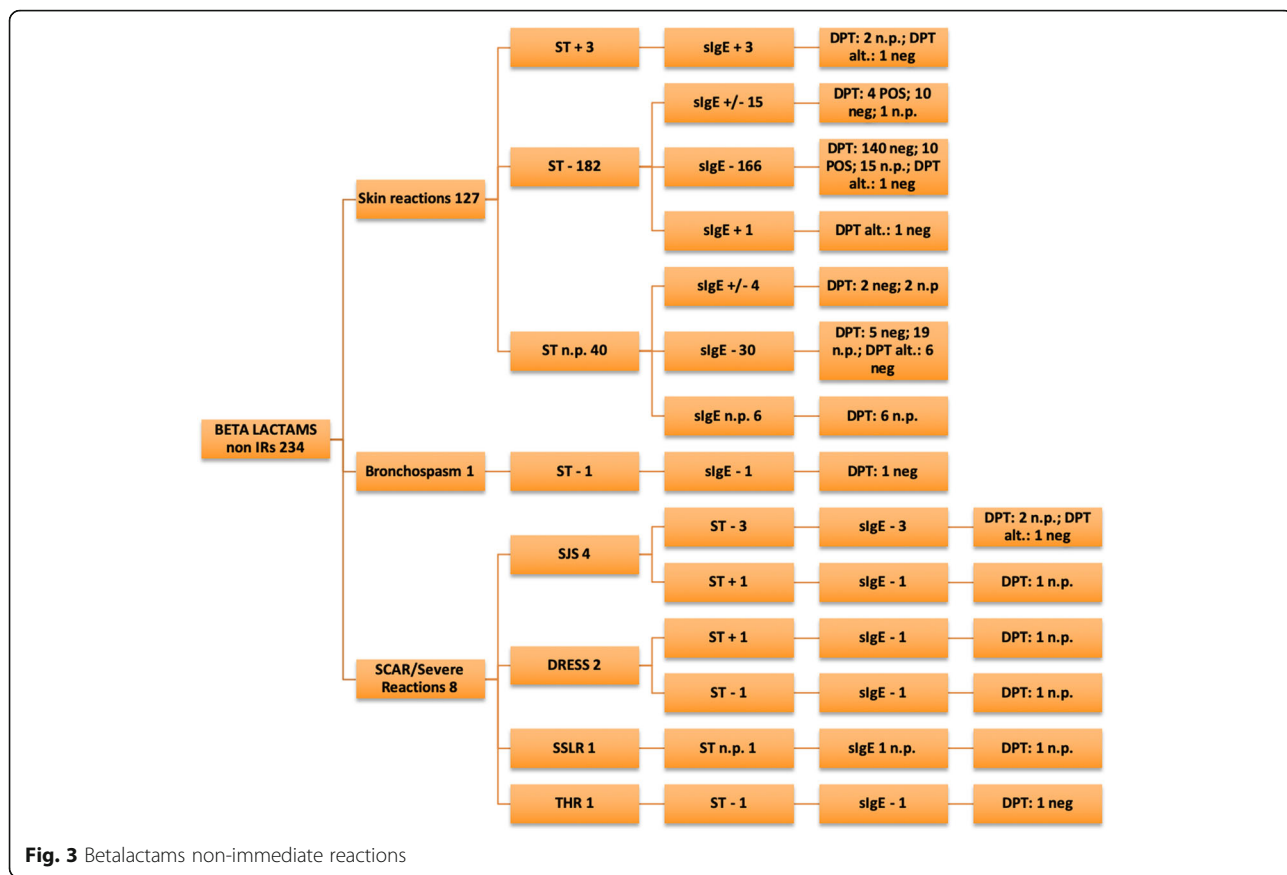 BETA LACTAMS
non IRs 234
Skin reactions 127
ST + 3
sIgE + 3
DPT: 2 n.p.; DPT
alt.: 1 neg
ST - 182
sIgE +/- 15
DPT: 4 POS; 10
neg; 1 n.p.
sIgE - 166
DPT: 140 neg; 10
POS; 15 n.p.; DPT
alt.: 1 neg
sIgE + 1
DPT alt.: 1 neg
ST n.p. 40
sIgE +/- 4
DPT: 2 neg; 2 n.p
sIgE - 30
DPT: 5 neg; 19
n.p.; DPT alt.: 6
neg
sIgE n.p. 6
DPT: 6 n.p.
Bronchospasm 1
ST - 1
sIgE - 1
DPT: 1 neg
SCAR/Severe
Reactions 8
SJS 4
ST - 3
sIgE - 3
DPT: 2 n.p.; DPT
alt.: 1 neg
ST + 1
sIgE - 1
DPT: 1 n.p.
DRESS 2
ST + 1
sIgE - 1
DPT: 1 n.p.
ST - 1
sIgE - 1
DPT: 1 n.p.
SSLR 1
ST n.p. 1
sIgE 1 n.p.
DPT: 1 n.p.
THR 1
ST - 1
sIgE - 1
DPT: 1 neg
Fig. 3 Betalactams non-immediate reactions